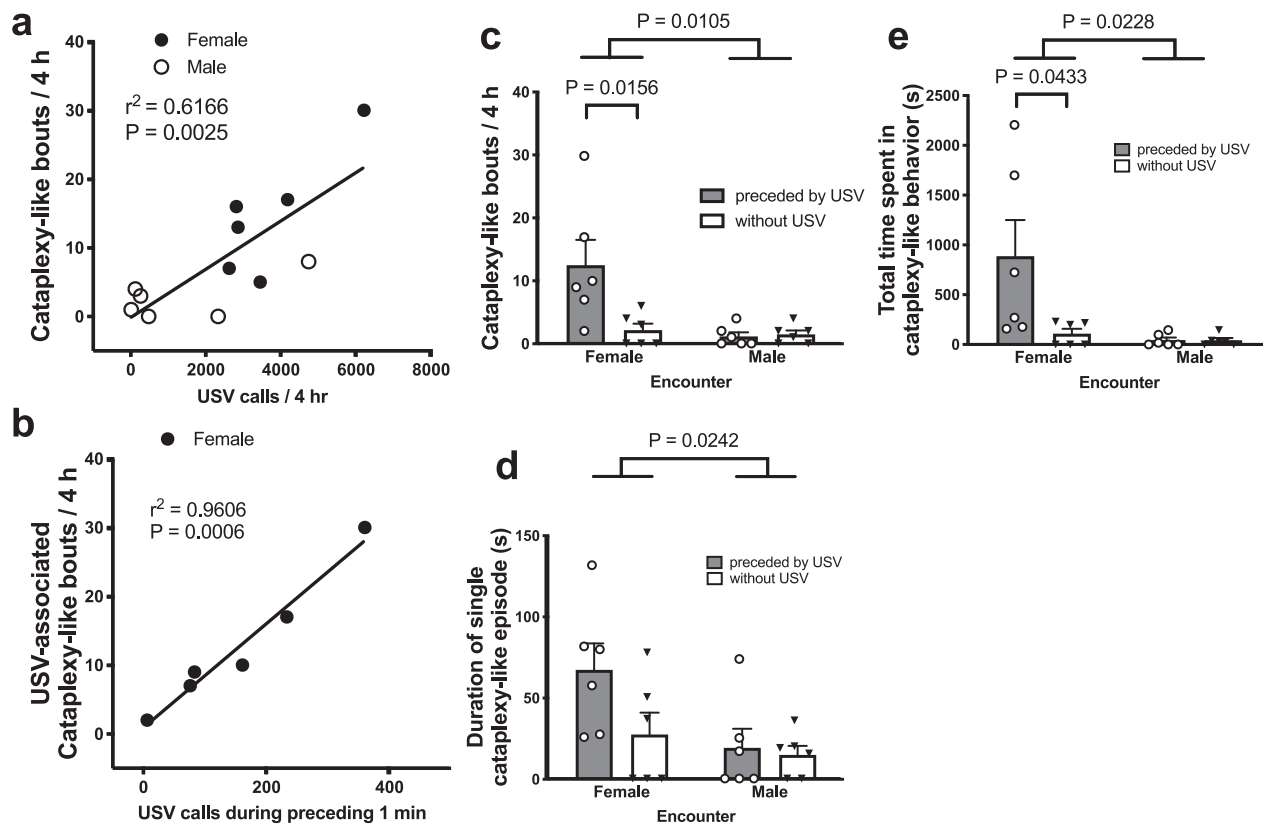 a
Female
Male
r2 = 0.6166
P = 0.0025
Cataplexy-like bouts / 4 h
40
30
20
10
0
0 2000 4000 6000 8000
USV calls / 4 hr
b
Female
r2 = 0.9606
P = 0.0006
USV-associated
Cataplexy-like bouts / 4 h
40
30
20
10
0
0 200 400
USV calls during preceding 1 min
c
P = 0.0105
P = 0.0156
Cataplexy-like bouts / 4 h
40
30
20
10
0
preceded by USV
without USV
Female Male
Encounter
d
P = 0.0242
Duration of single
cataplexy-like episode (s)
150
100
50
0
preceded by USV
without USV
Female Male
Encounter
e
P = 0.0228
P = 0.0433
Total time spent in
cataplexy-like behavior (s)
2500
2000
1500
1000
500
0
preceded by USV
without USV
Female Male
Encounter